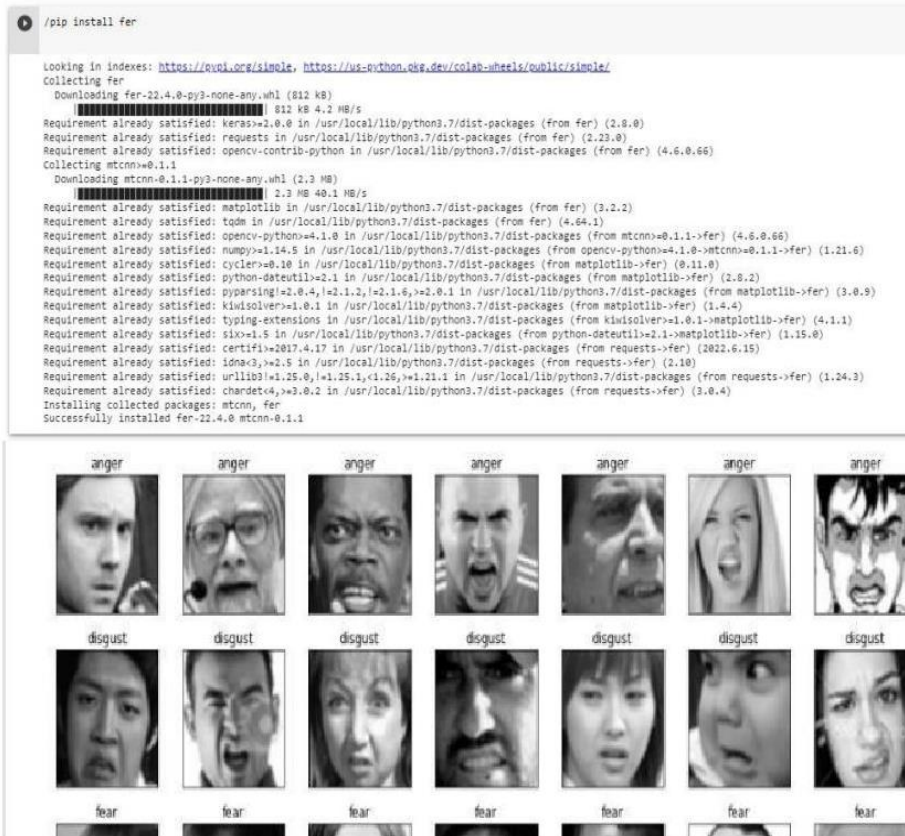 /pip install fer
Looking in indexes: https://pypi.org/simple, https://us-python.pkg.dev/colab-wheels/public/simple/
Collecting fer
Downloading fer-22.4.0-py3-none-any.whl (812 kB)
812 kB 4.2 MB/s
Requirement already satisfied: keras>=2.0.0 in /usr/local/lib/python3.7/dist-packages (from fer) (2.8.0)
Requirement already satisfied: requests in /usr/local/lib/python3.7/dist-packages (from fer) (2.23.0)
Requirement already satisfied: opencv-contrib-python in /usr/local/lib/python3.7/dist-packages (from fer) (4.6.0.66)
Collecting mtcnn>=0.1.1
Downloading mtcnn-0.1.1-py3-none-any.whl (2.3 MB)
2.3 MB 40.1 MB/s
Requirement already satisfied: matplotlib in /usr/local/lib/python3.7/dist-packages (from fer) (3.2.2)
Requirement already satisfied: tqdm in /usr/local/lib/python3.7/dist-packages (from fer) (4.64.1)
Requirement already satisfied: opencv-python>=4.1.0 in /usr/local/lib/python3.7/dist-packages (from mtcnn>=0.1.1->fer) (4.6.0.66)
Requirement already satisfied: numpy>=1.14.5 in /usr/local/lib/python3.7/dist-packages (from opencv-python>=4.1.0->mtcnn>=0.1.1->fer) (1.21.6)
Requirement already satisfied: cycler>=0.10 in /usr/local/lib/python3.7/dist-packages (from matplotlib->fer) (0.11.0)
Requirement already satisfied: python-dateutil>=2.1 in /usr/local/lib/python3.7/dist-packages (from matplotlib->fer) (2.8.2)
Requirement already satisfied: pyparsing!=2.0.4,!=2.1.2,!=2.1.6,>=2.0.1 in /usr/local/lib/python3.7/dist-packages (from matplotlib->fer) (3.0.9)
Requirement already satisfied: kiwisolver>=1.0.1 in /usr/local/lib/python3.7/dist-packages (from matplotlib->fer) (1.4.4)
Requirement already satisfied: typing-extensions in /usr/local/lib/python3.7/dist-packages (from kiwisolver>=1.0.1->matplotlib->fer) (4.1.1)
Requirement already satisfied: six>=1.5 in /usr/local/lib/python3.7/dist-packages (from python-dateutil>=2.1->matplotlib->fer) (1.15.0)
Requirement already satisfied: certifi>=2017.4.17 in /usr/local/lib/python3.7/dist-packages (from requests->fer) (2022.6.15)
Requirement already satisfied: idna<3,>=2.5 in /usr/local/lib/python3.7/dist-packages (from requests->fer) (2.10)
Requirement already satisfied: urllib3!=1.25.0,!=1.25.1,<1.26,>=1.21.1 in /usr/local/lib/python3.7/dist-packages (from requests->fer) (1.24.3)
Requirement already satisfied: chardet<4,>=3.0.2 in /usr/local/lib/python3.7/dist-packages (from requests->fer) (3.0.4)
Installing collected packages: mtcnn, fer
Successfully installed fer-22.4.0 mtcnn-0.1.1
anger anger anger anger anger anger anger
disgust disgust disgust disgust disgust disgust disgust
fear fear fear fear fear fear fear